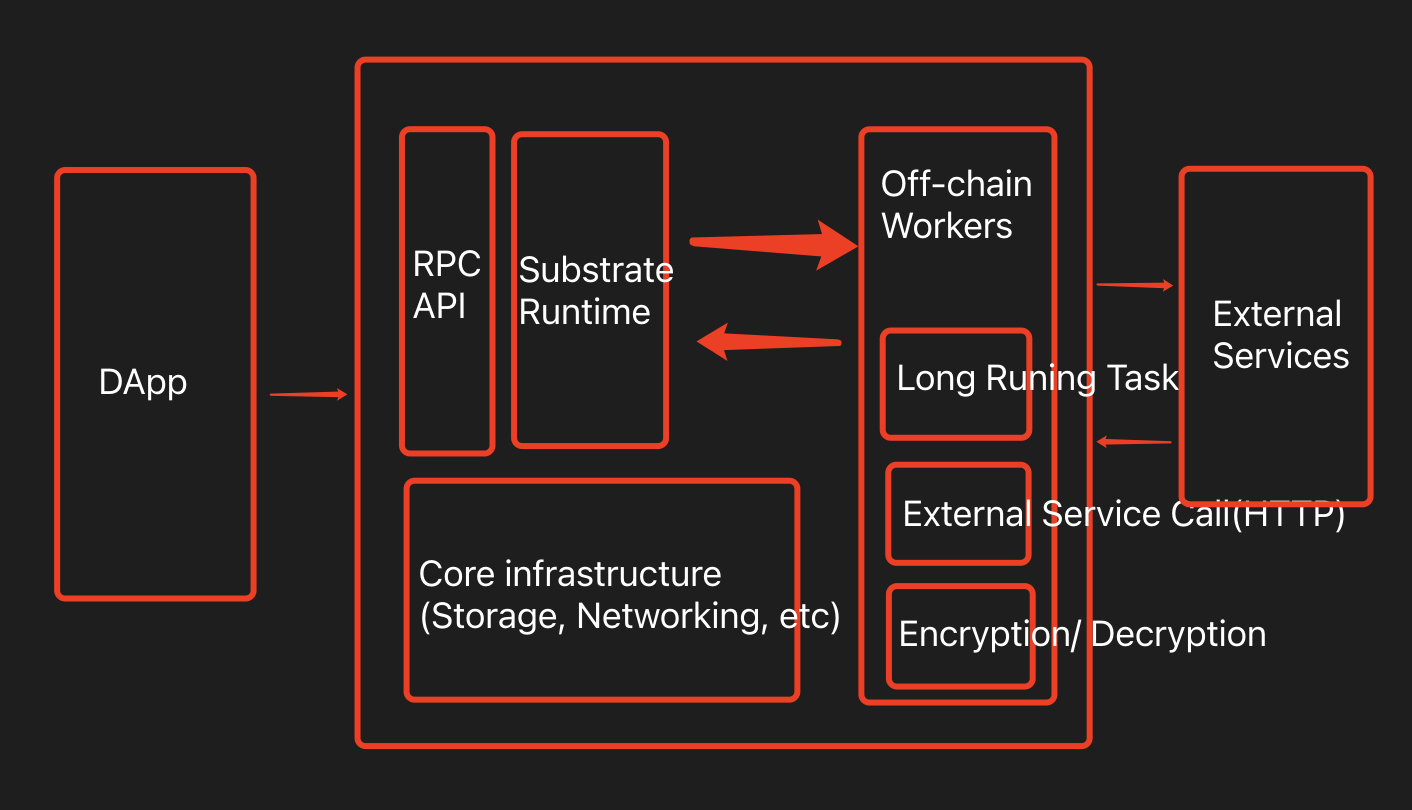 DApp
RPC
API
Substrate
Runtime
Core infrastructure
(Storage, Networking, etc)
Off-chain
Workers
Long Runing Task
External Service Call(HTTP)
Encryption/ Decryption
External
Services